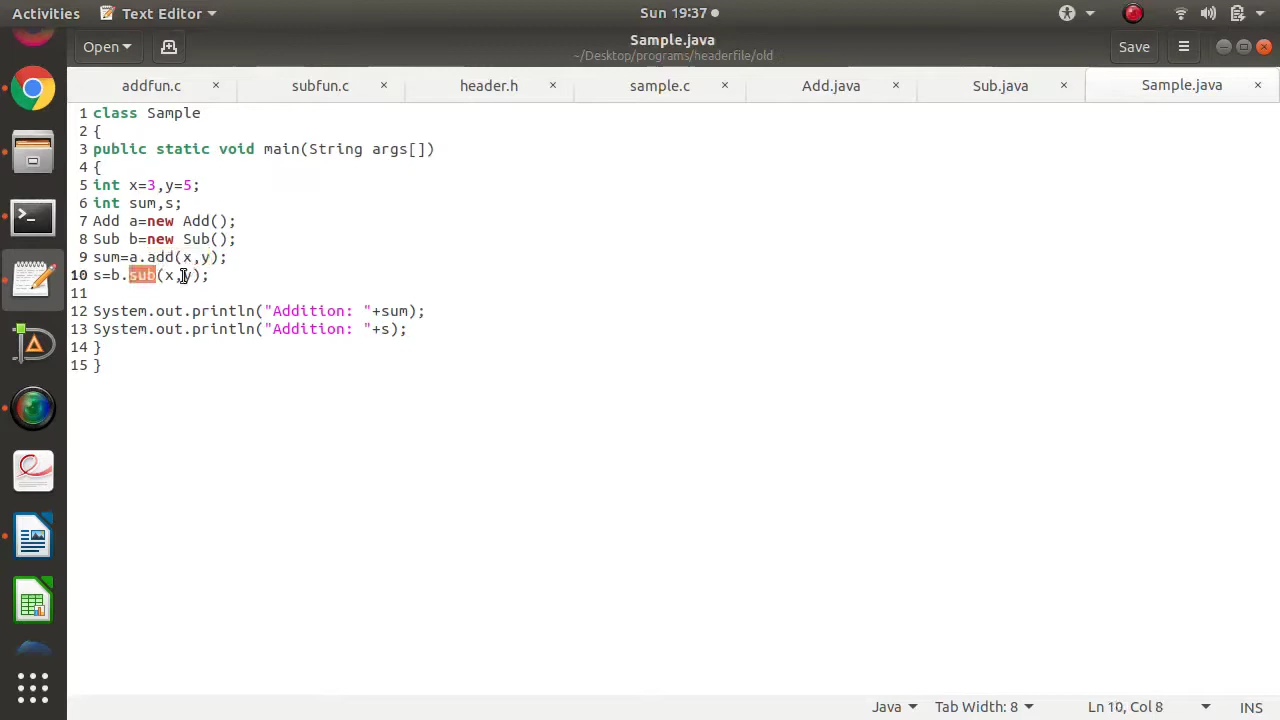 Activities Text Editor Sun 19:37
Open Sample.java Save
~/Desktop/programs/headerfile/old
addfun.c × subfun.c × header.h × sample.c × Add.java × Sub.java × Sample.java ×
1 class Sample
2 {
3 public static void main(String args[])
4 {
5 int x=3,y=5;
6 int sum,s;
7 Add a=new Add();
8 Sub b=new Sub();
9 sum=a.add(x,y);
10 s=b.sub(x,y);
11
12 System.out.println("Addition: "+sum);
13 System.out.println("Addition: "+s);
14 }
15 }
Java Tab Width: 8 Ln 10, Col 8 INS